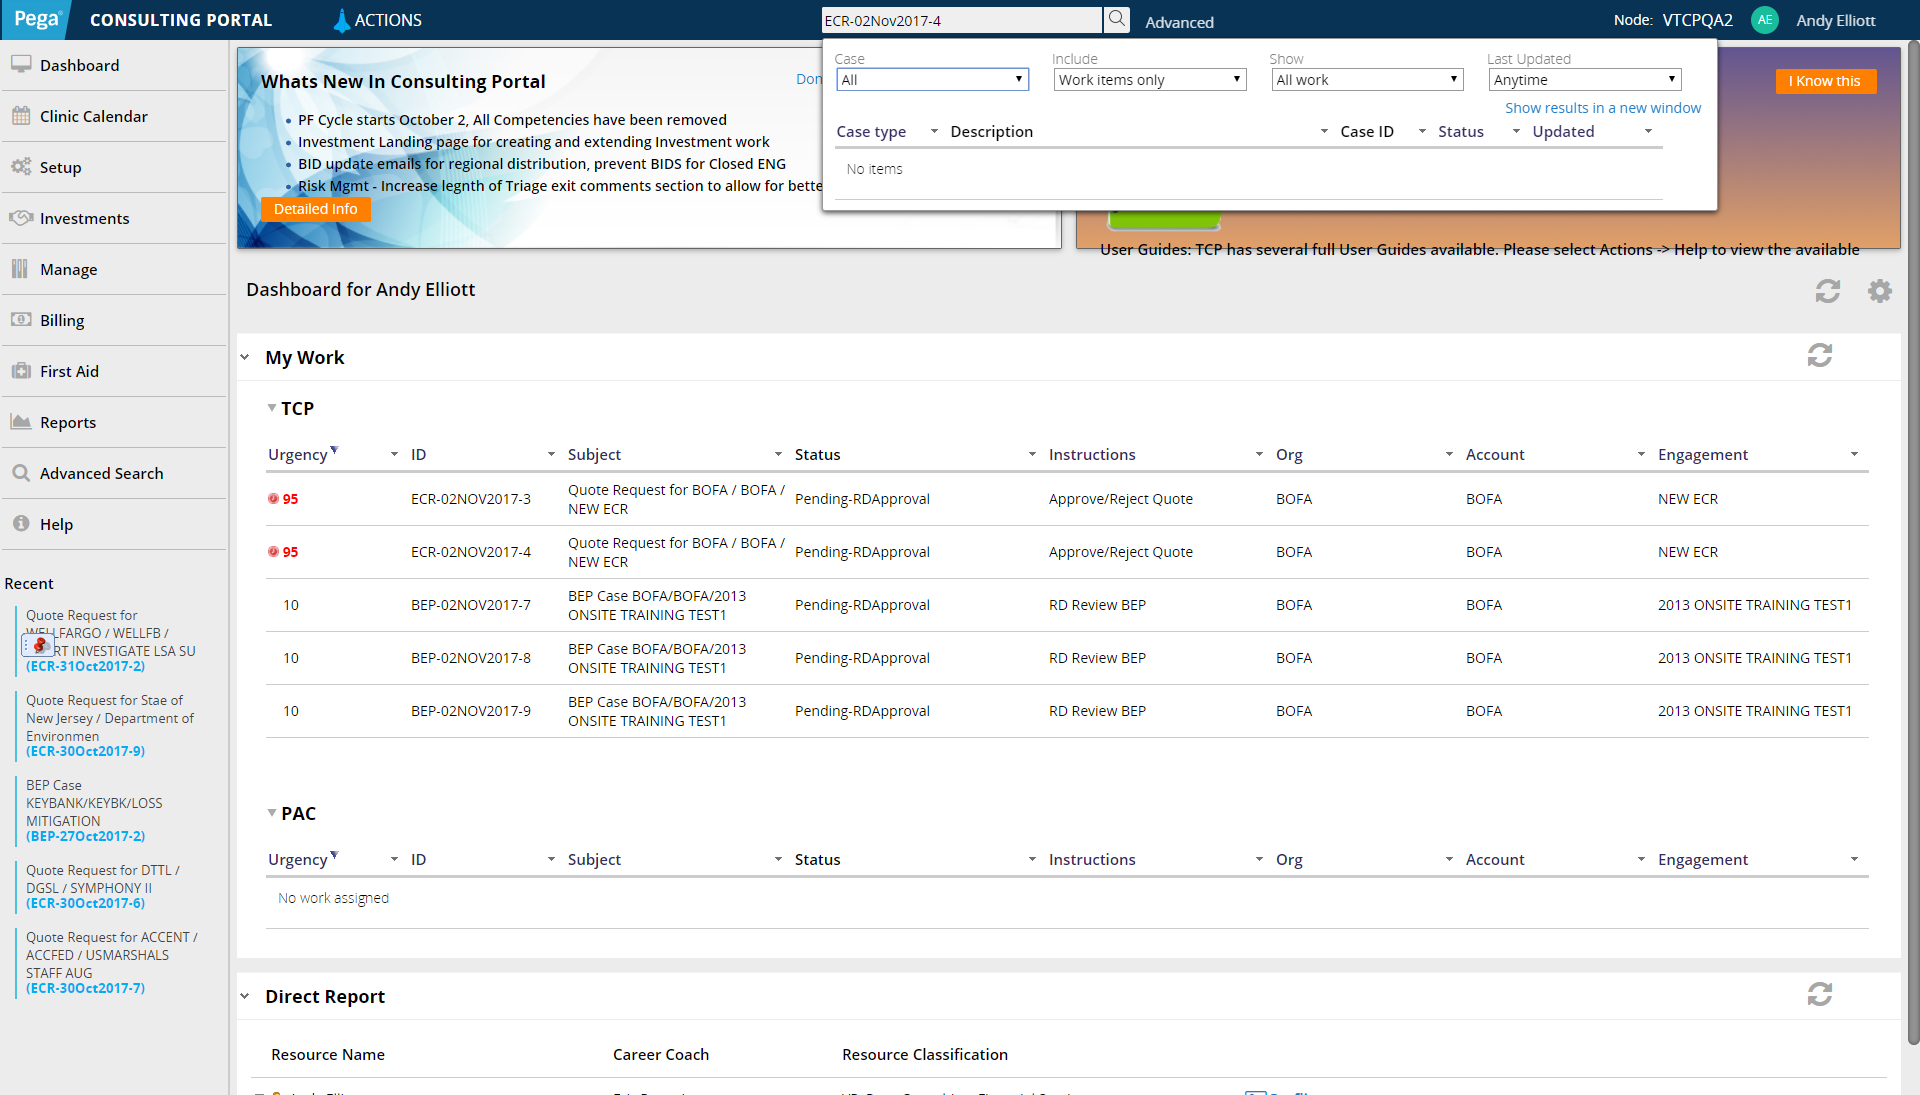 Pega CONSULTING PORTAL ACTIONS ECR-02Nov2017-4 Advanced Node: VTCPQA2 AE Andy Elliott
Dashboard
Clinic Calendar
Setup
Investments
Manage
Billing
First Aid
Reports
Advanced Search
Help
Recent
Quote Request for
WELLFARGO / WELLFB /
RT INVESTIGATE LSA SU
(ECR-31Oct2017-2)
Quote Request for Stae of
New Jersey / Department of
Environmen
(ECR-30Oct2017-9)
BEP Case
KEYBANK/KEYBK/LOSS
MITIGATION
(BEP-27Oct2017-2)
Quote Request for DTTL /
DGSL / SYMPHONY II
(ECR-30Oct2017-6)
Quote Request for ACCENT /
ACCFED / USMARSHALS
STAFF AUG
(ECR-30Oct2017-7)
Whats New In Consulting Portal
PF Cycle starts October 2, All Competencies have been removed
Investment Landing page for creating and extending Investment work
BID update emails for regional distribution, prevent BIDS for Closed ENG
Risk Mgmt - Increase legnth of Triage exit comments section to allow for bette
Detailed Info
Case Include Show Last Updated
All Work items only All work Anytime
Show results in a new window
Case type Description Case ID Status Updated
No items
I Know this
User Guides: TCP has several full User Guides available. Please select Actions -> Help to view the available
Dashboard for Andy Elliott
My Work
TCP
Urgency ID Subject Status Instructions Org Account Engagement
95 ECR-02NOV2017-3 Quote Request for BOFA / BOFA / NEW ECR Pending-RDApproval Approve/Reject Quote BOFA BOFA NEW ECR
95 ECR-02NOV2017-4 Quote Request for BOFA / BOFA / NEW ECR Pending-RDApproval Approve/Reject Quote BOFA BOFA NEW ECR
10 BEP-02NOV2017-7 BEP Case BOFA/BOFA/2013 ONSITE TRAINING TEST1 Pending-RDApproval RD Review BEP BOFA BOFA 2013 ONSITE TRAINING TEST1
10 BEP-02NOV2017-8 BEP Case BOFA/BOFA/2013 ONSITE TRAINING TEST1 Pending-RDApproval RD Review BEP BOFA BOFA 2013 ONSITE TRAINING TEST1
10 BEP-02NOV2017-9 BEP Case BOFA/BOFA/2013 ONSITE TRAINING TEST1 Pending-RDApproval RD Review BEP BOFA BOFA 2013 ONSITE TRAINING TEST1
PAC
Urgency ID Subject Status Instructions Org Account Engagement
No work assigned
Direct Report
Resource Name Career Coach Resource Classification